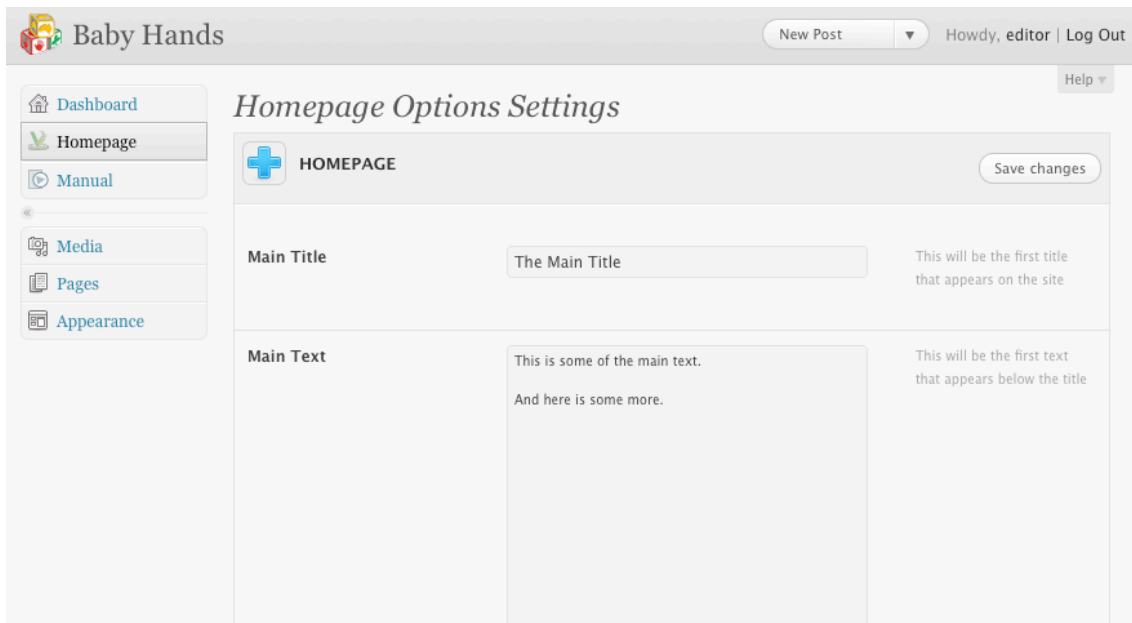 Baby Hands
New Post ▼ Howdy, editor | Log Out
Help ▼
Dashboard
Homepage
Manual
«
Media
Pages
Appearance
Homepage Options Settings
HOMEPAGE
Save changes
Main Title
The Main Title
This will be the first title
that appears on the site
Main Text
This is some of the main text.
And here is some more.
This will be the first text
that appears below the title